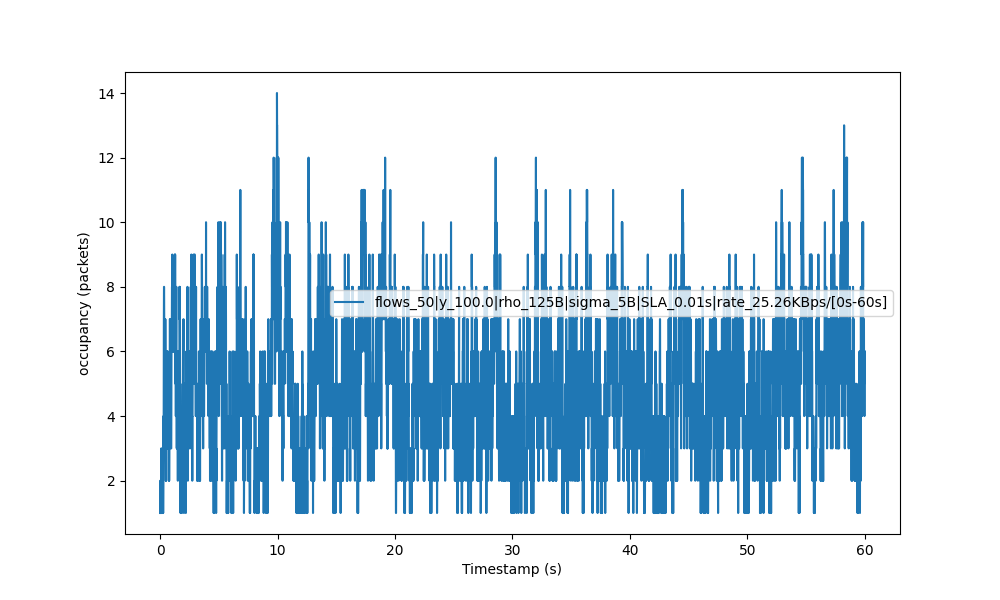 14
12
10
8
6
4
2
occupancy (packets)
flows_50|y_100.0|rho_125B|sigma_5B|SLA_0.01s|rate_25.26KBps/[0s-60s]
0 10 20 30 40 50 60
Timestamp (s)